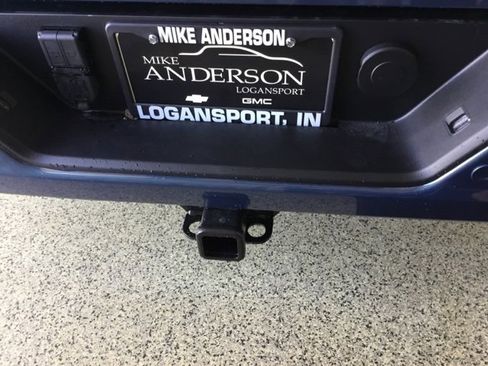 MIKE ANDERSON
MIKE
ANDERSON
LOGANSPORT
GMC
LOGANSPORT, IN